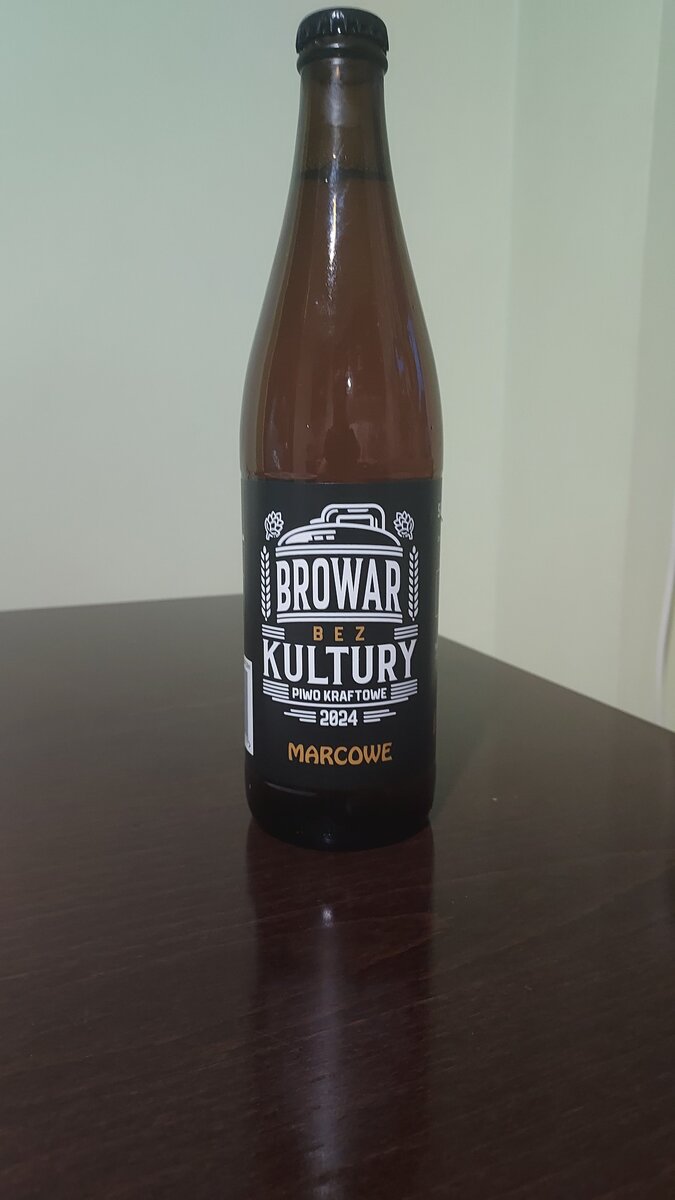 BROWAR
BEZ
KULTURY
PIWO KRAFTOWE
2024
MARCOWE